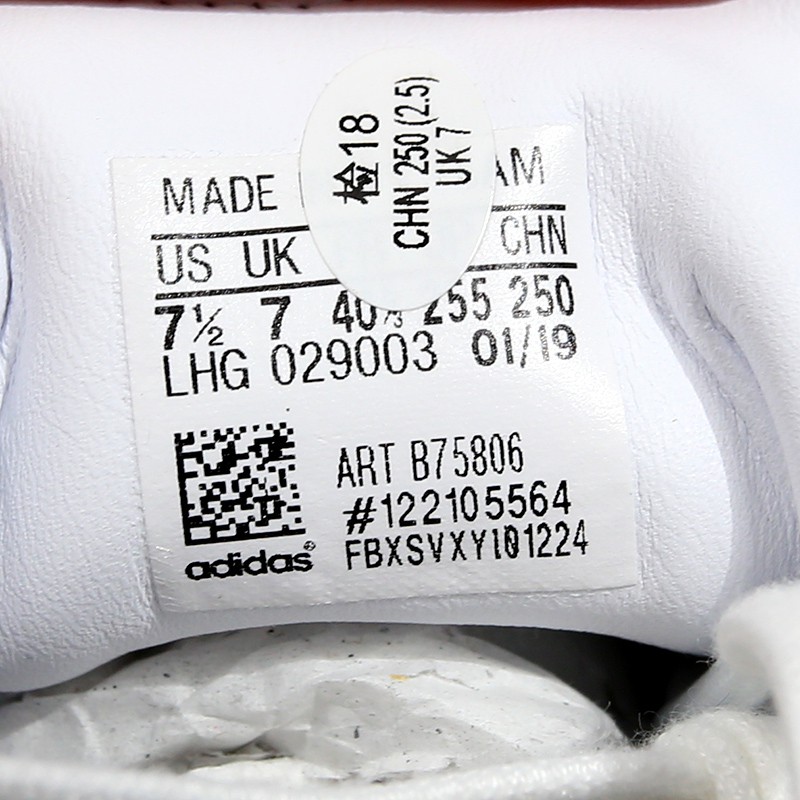 检18
CHN 250(2.5)
UK 7
MADE
US UK CHN
7½ 7 40⅔ 255 250
LHG 029003 01/19
ART B75806
#122105564
FBXSVXYI01224
adidas®